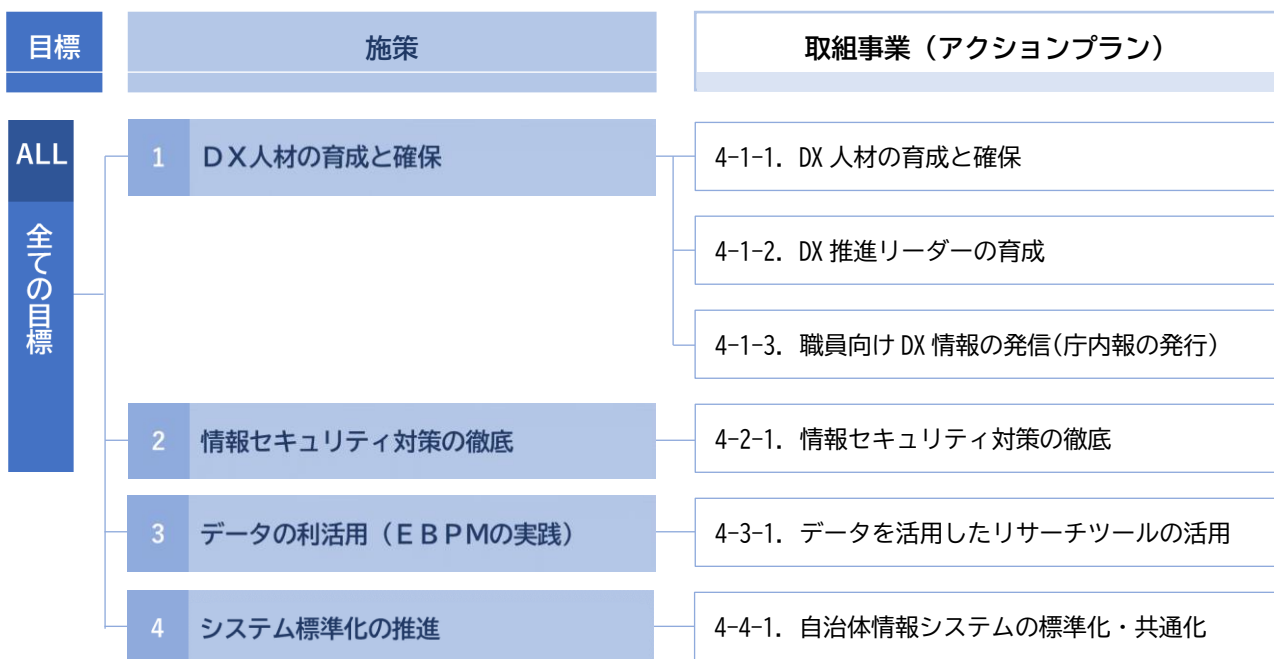 目標
施策
取組事業（アクションプラン）
ALL
全ての目標
1 ＤＸ人材の育成と確保
4-1-1. DX 人材の育成と確保
4-1-2. DX 推進リーダーの育成
4-1-3. 職員向け DX 情報の発信(庁内報の発行)
2 情報セキュリティ対策の徹底
4-2-1. 情報セキュリティ対策の徹底
3 データの利活用（ＥＢＰＭの実践）
4-3-1. データを活用したリサーチツールの活用
4 システム標準化の推進
4-4-1. 自治体情報システムの標準化・共通化